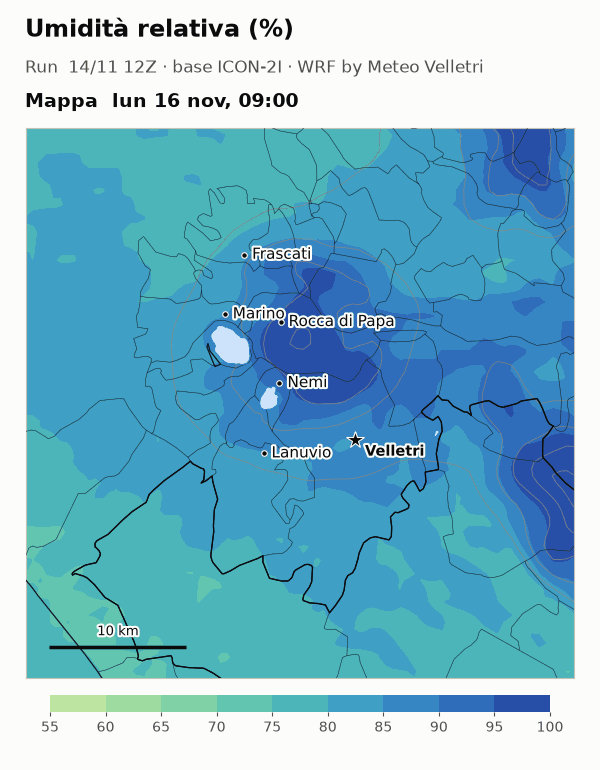 Umidità relativa (%)
Run  14/11 12Z · base ICON-2I · WRF by Meteo Velletri
Mappa  lun 16 nov, 09:00
Frascati
Marino
Rocca di Papa
Nemi
Velletri
Lanuvio
10 km
55 60 65 70 75 80 85 90 95 100